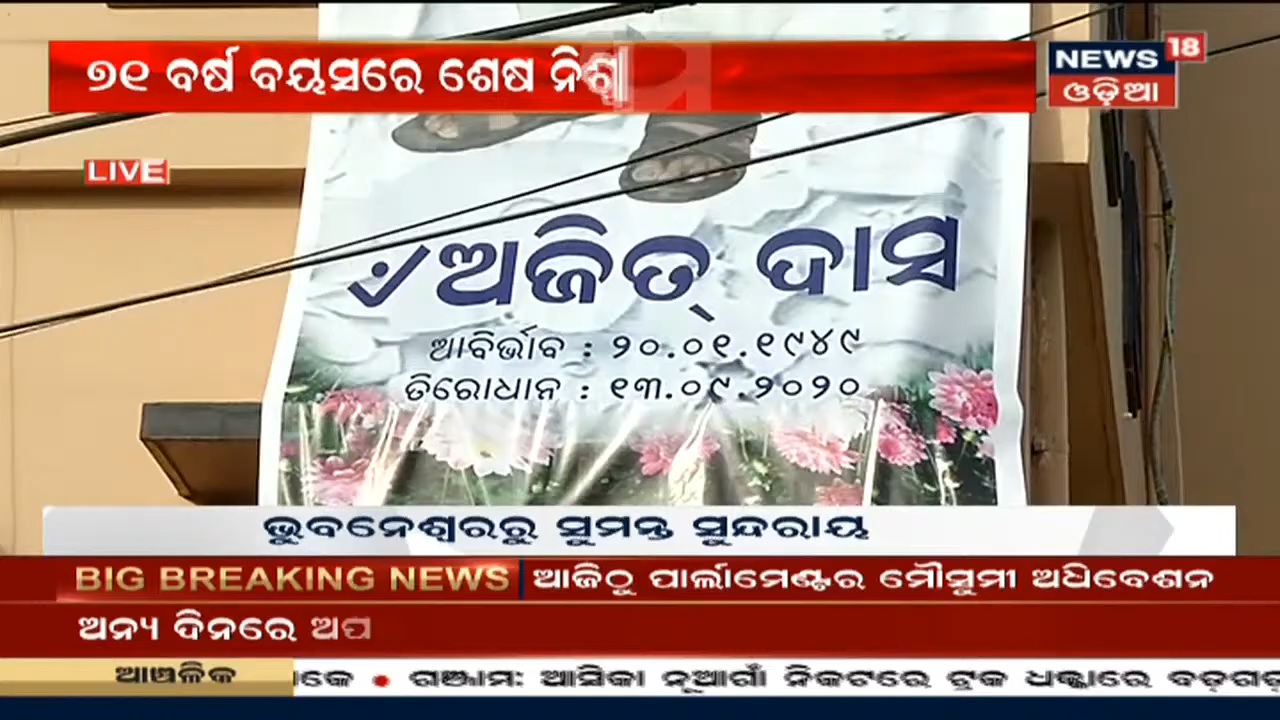 ୭୧ ବର୍ଷ ବୟସରେ ଶେଷ
NEWS 18
ଓଡ଼ିଆ
LIVE
ଅଜିତ୍ ଦାସ
ଆବିର୍ଭାବ : ୨୦.୦୧.୧୯୪୯
ତିରୋଧାନ : ୧୩.୦୯.୨୦୨୦
ଭୁବନେଶ୍ୱରରୁ ସୁମନ୍ତ ସୁନ୍ଦରାୟ
BIG BREAKING NEWS ଆଜିଠୁ ପାର୍ଲାମେଣ୍ଟର ମୌସୁମୀ ଅଧିବେଶନ
ଅନ୍ୟ ଦିନରେ ଅପ
ଆଞ୍ଚଳିକ
• ଗଞ୍ଜାମ: ଆସିକା ନୂଆଗାଁ ନିକଟରେ ଟ୍ରକ ଧକ୍କାରେ